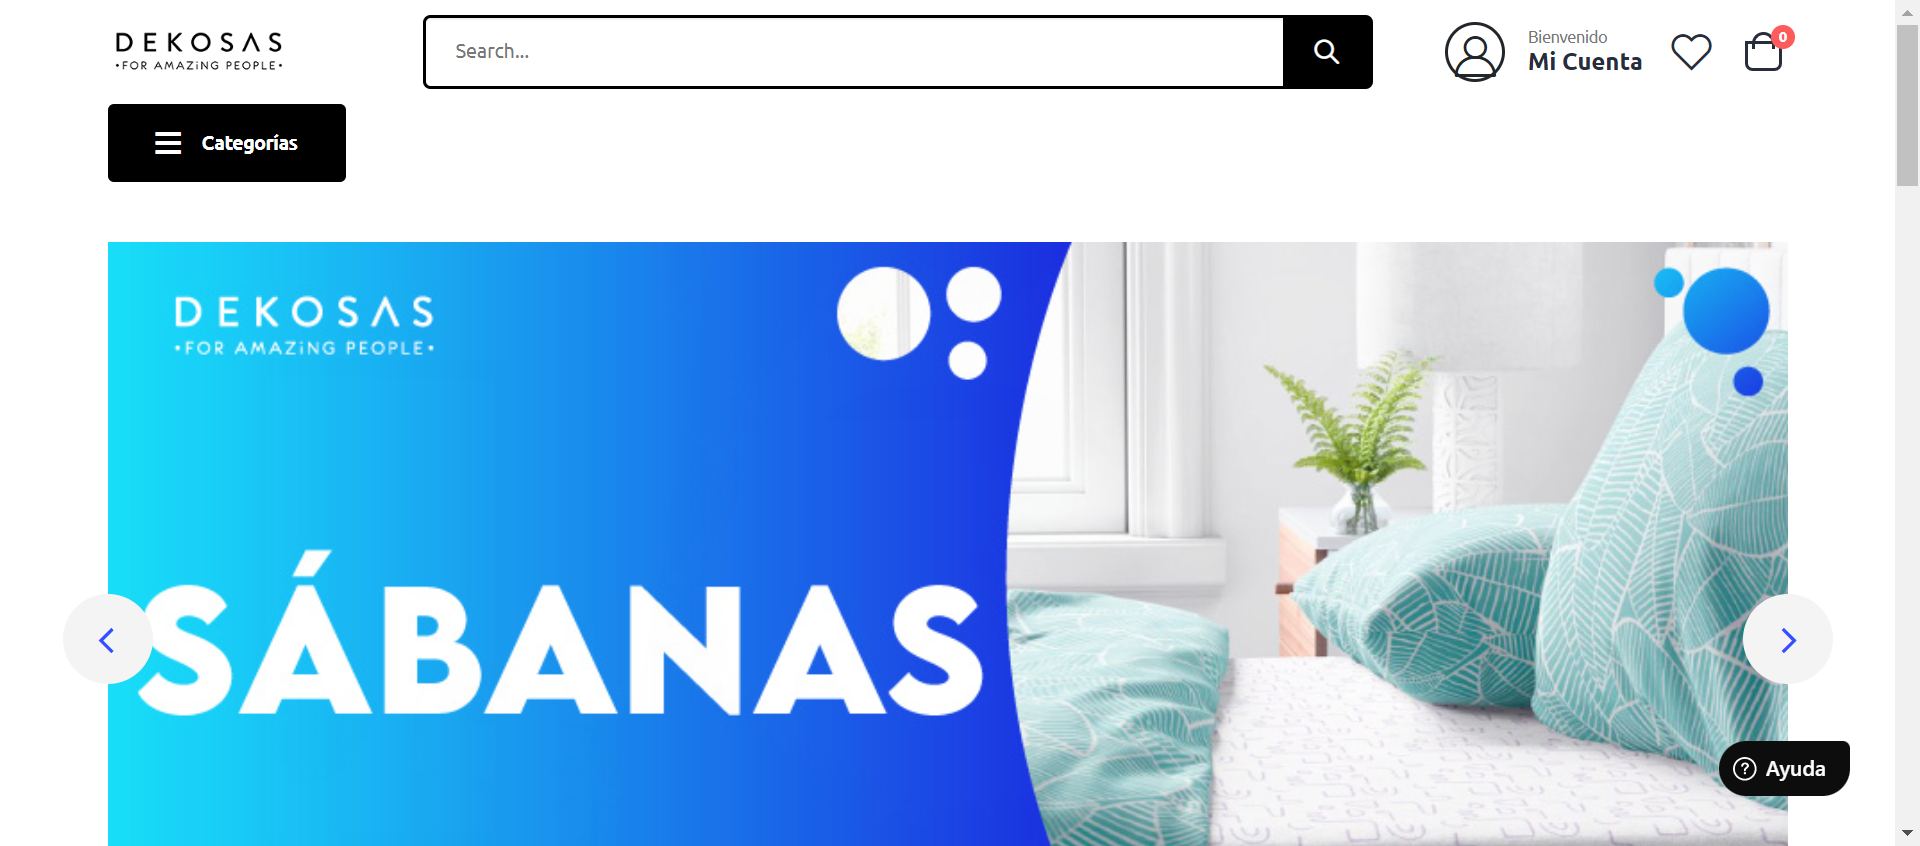 DEKOSAS
•FOR AMAZiNG PEOPLE•
Search...
Bienvenido
Mi Cuenta
0
Categorías
DEKOSAS
•FOR AMAZiNG PEOPLE•
SÁBANAS
? Ayuda